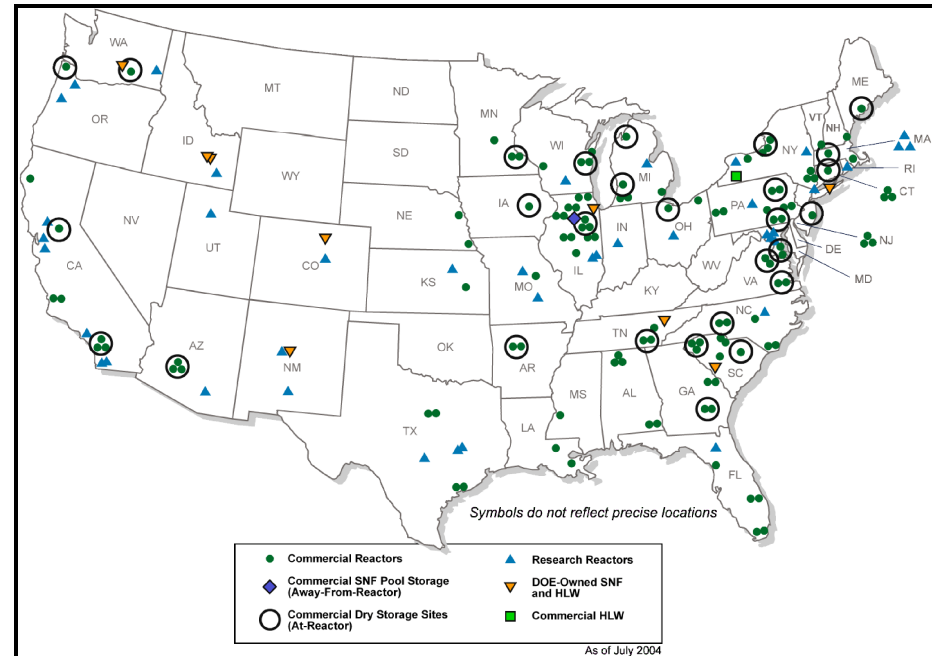 WA
ME
MT
ND
MN
VT
NH
OR
ID
WI
NY
MA
SD
MI
RI
WY
CT
IA
PA
NE
NV
OH
IN
NJ
UT
IL
DE
CA
CO
WV
MD
KS
MO
VA
KY
NC
TN
AZ
OK
NM
AR
SC
MS
AL
GA
LA
TX
FL
Symbols do not reflect precise locations
Commercial Reactors
Research Reactors
Commercial SNF Pool Storage
(Away-From-Reactor)
DOE-Owned SNF
and HLW
Commercial Dry Storage Sites
(At-Reactor)
Commercial HLW
As of July 2004